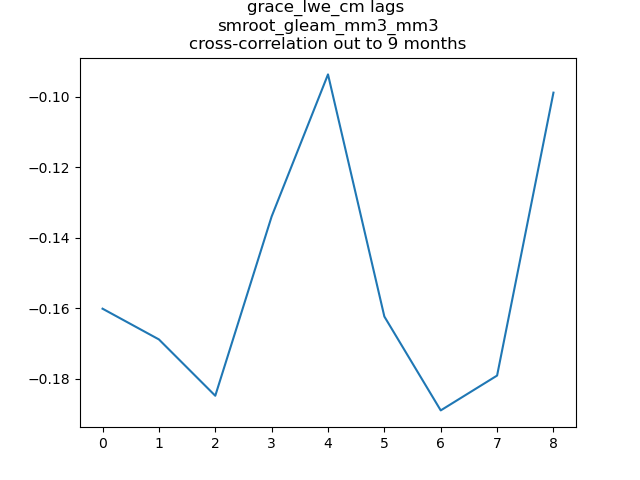 grace_lwe_cm lags
smroot_gleam_mm3_mm3
cross-correlation out to 9 months
−0.10
−0.12
−0.14
−0.16
−0.18
0 1 2 3 4 5 6 7 8